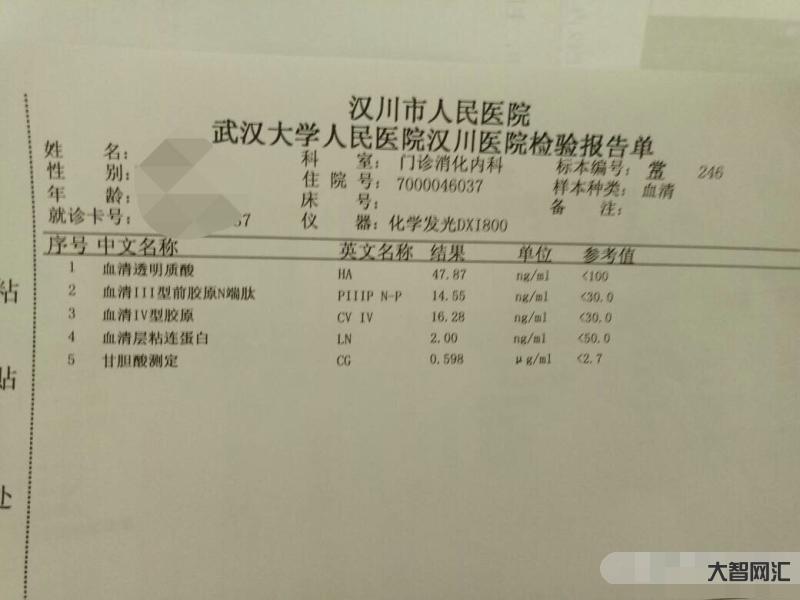 汉川市人民医院
武汉大学人民医院汉川医院检验报告单
姓 名： 科 室：门诊消化内科 标本编号： 246
性 别： 住 院 号：7000046037 样本种类：血清
年 龄： 床 号： 备 注：
就诊卡号： 37 仪 器：化学发光DXI800
序号 中文名称 英文名称 结果 单位 参考值
1 血清透明质酸 HA 47.87 ng/ml <100
2 血清III型前胶原N端肽 PIIIP N-P 14.55 ng/ml <30.0
3 血清IV型胶原 CV IV 16.28 ng/ml <30.0
4 血清层粘连蛋白 LN 2.00 ng/ml <50.0
5 甘胆酸测定 CG 0.598 μg/ml <2.7
粘
贴
处
大智网汇